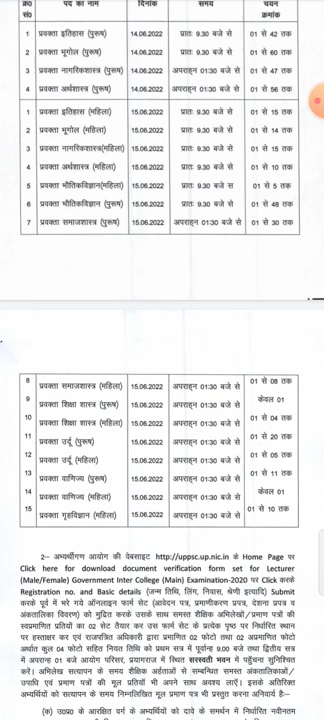 क्र०
सं० पद का नाम दिनांक समय चयन
क्रमांक
1 प्रवक्ता इतिहास (पुरूष) 14.06.2022 प्रातः 9.30 बजे से 01 से 42 तक
2 प्रवक्ता भूगोल (पुरूष) 14.06.2022 प्रातः 9.30 बजे से 01 से 60 तक
3 प्रवक्ता नागरिकशास्त्र (पुरूष) 14.06.2022 अपराहन 01:30 बजे से 01 से 47 तक
4 प्रवक्ता अर्थशास्त्र (पुरूष) 14.06.2022 अपराहन 01:30 बजे से 01 से 56 तक
1 प्रवक्ता इतिहास (महिला) 15.06.2022 प्रातः 9.30 बजे से 01 से 15 तक
2 प्रवक्ता भूगोल (महिला) 15.06.2022 प्रातः 9.30 बजे से 01 से 14 तक
3 प्रवक्ता नागरिकशास्त्र(महिला) 15.06.2022 प्रातः 9.30 बजे से 01 से 15 तक
4 प्रवक्ता अर्थशास्त्र (महिला) 15.06.2022 प्रातः 9.30 बजे से 01 से 10 तक
5 प्रवक्ता भौतिकविज्ञान(महिला) 15.06.2022 प्रातः 9.30 बजे स 01 से 5 तक
6 प्रवक्ता भौतिकविज्ञान (पुरूष) 15.06.2022 प्रातः 9.30 बजे से 01 से 48 तक
7 प्रवक्ता समाजशास्त्र (पुरूष) 15.06.2022 अपराहन 01:30 बजे से 01 से 30 तक
8 प्रवक्ता समाजशास्त्र (महिला) 15.06.2022 अपराहन 01:30 बजे से 01 से 08 तक
9 प्रवक्ता शिक्षा शास्त्र (पुरूष) 15.06.2022 अपराहन 01:30 बजे से केवल 01
10 प्रवक्ता शिक्षा शास्त्र (महिला) 15.06.2022 अपराहन 01:30 बजे से 01 से 04 तक
11 प्रवक्ता उर्दू (पुरूष) 15.06.2022 अपराहन 01:30 बजे से 01 से 20 तक
12 प्रवक्ता उर्दू (महिला) 15.06.2022 अपराहन 01:30 बजे से 01 से 05 तक
13 प्रवक्ता वाणिज्य (पुरूष) 15.06.2022 अपराहन 01:30 बजे से 01 से 11 तक
14 प्रवक्ता वाणिज्य (महिला) 15.06.2022 अपराहन 01:30 बजे से केवल 01
15 प्रवक्ता गृहविज्ञान (महिला) 15.06.2022 अपराहन 01:30 बजे से 01 से 10 तक
2– अभ्यर्थीगण आयोग की वेबसाइट http://uppsc.up.nic.in के Home Page पर
Click here for download document verification form set for Lecturer
(Male/Female) Government Inter College (Main) Examination-2020 पर Click करके
Registration no. and Basic details (जन्म तिथि, लिंग, निवास, श्रेणी इत्यादि) Submit
करके पूर्व में भरे गये ऑनलाइन फार्म सेट (आवेदन पत्र, प्रमाणीकरण प्रपत्र, देशना प्रपत्र व
अंकतालिका विवरण) को मुद्रित करके उसके साथ समस्त शैक्षिक अभिलेखों/प्रमाण पत्रों की
स्वप्रमाणित प्रतियों का 02 सेट तैयार कर उस फार्म सेट के प्रत्येक पृष्ठ पर निर्धारित स्थान
पर हस्ताक्षर कर एवं राजपत्रित अधिकारी द्वारा प्रमाणित 02 फोटो तथा 02 अप्रमाणित फोटो
अर्थात कुल 04 फोटो सहित नियत तिथियों को प्रथम सत्र में पूर्वान्ह 9.00 बजे तथा द्वितीय सत्र
में अपरान्ह 01 बजे आयोग परिसर, प्रयागराज में स्थित सरस्वती भवन में पहुँचना सुनिश्चित
करें। अभिलेख सत्यापन के समय शैक्षिक अर्हताओं से सम्बन्धित समस्त अंकतालिकाओं/
उपाधि एवं प्रमाण पत्रों की मूल प्रतियाँ भी अपने साथ अवश्य लाएँ। इसके अतिरिक्त
अभ्यर्थियों को सत्यापन के समय निम्नलिखित मूल प्रमाण पत्र भी प्रस्तुत करना अनिवार्य है:–
(क) उ०प्र० के आरक्षित वर्ग के अभ्यर्थियों को दावे के समर्थन में निर्धारित नवीनतम